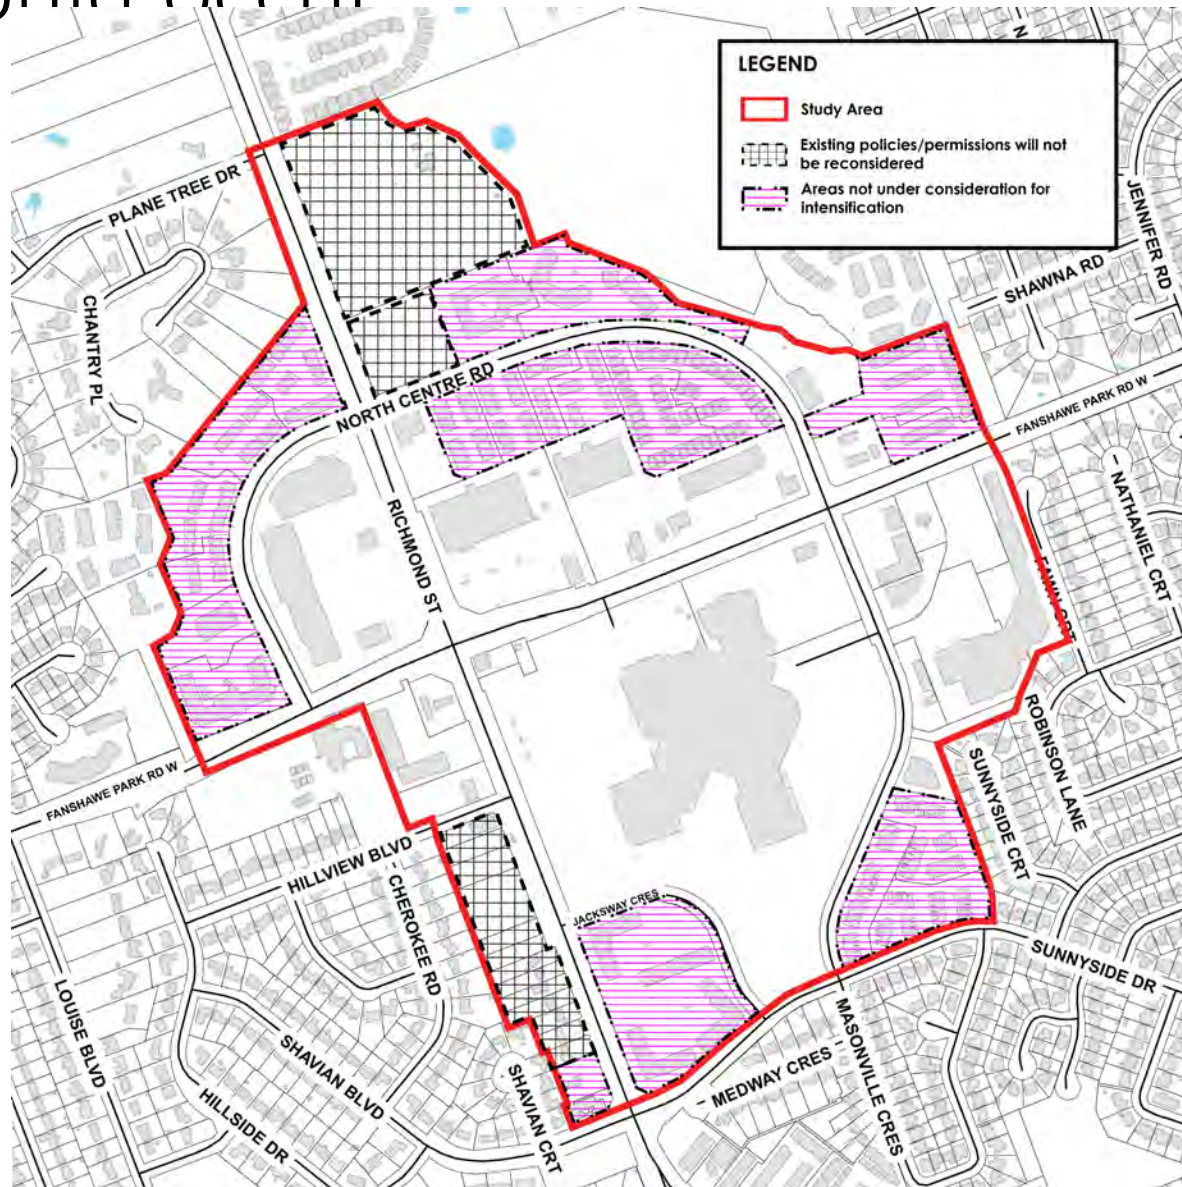 LEGEND
Study Area
Existing policies/permissions will not
be reconsidered
Areas not under consideration for
intensification
PLANE TREE DR
CHANTRY PL
NORTH CENTRE RD
RICHMOND ST
SHAWNA RD
JENNIFER RD
FANSHAWE PARK RD W
NATHANIEL CRT
FAWN CRT
ROBINSON LANE
SUNNYSIDE CRT
SUNNYSIDE DR
FANSHAWE PARK RD W
HILLVIEW BLVD
CHEROKEE RD
JACKSWAY CRES
LOUISE BLVD
SHAVIAN BLVD
HILLSIDE DR
SHAVIAN CRT
MEDWAY CRES
MASONVILLE CRES